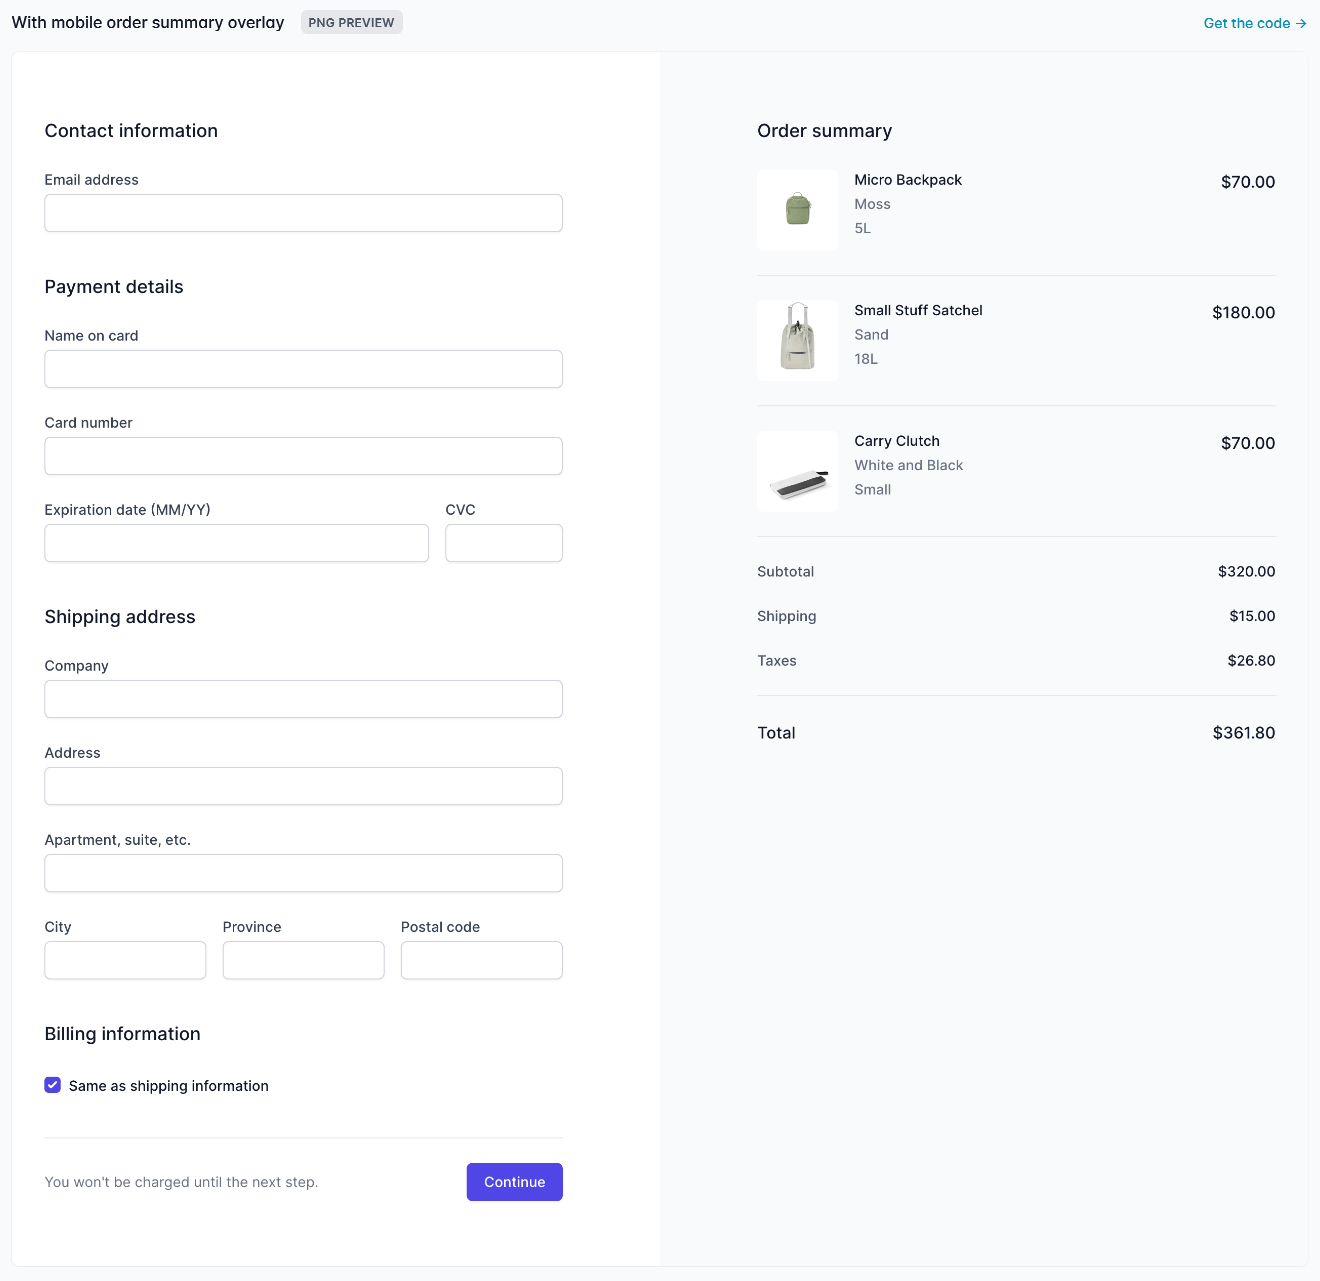 With mobile order summary overlay PNG PREVIEW Get the code →
Contact information
Email address
Payment details
Name on card
Card number
Expiration date (MM/YY) CVC
Shipping address
Company
Address
Apartment, suite, etc.
City Province Postal code
Billing information
Same as shipping information
You won't be charged until the next step. Continue
Order summary
Micro Backpack $70.00
Moss
5L
Small Stuff Satchel $180.00
Sand
18L
Carry Clutch $70.00
White and Black
Small
Subtotal $320.00
Shipping $15.00
Taxes $26.80
Total $361.80